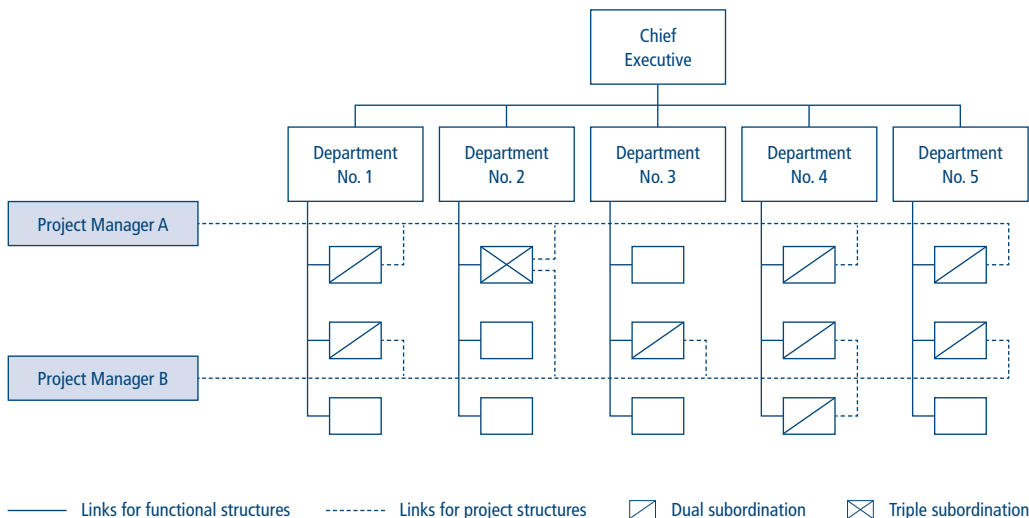 Chief
Executive
Department
No. 1
Department
No. 2
Department
No. 3
Department
No. 4
Department
No. 5
Project Manager A
Project Manager B
Links for functional structures
Links for project structures
Dual subordination
Triple subordination